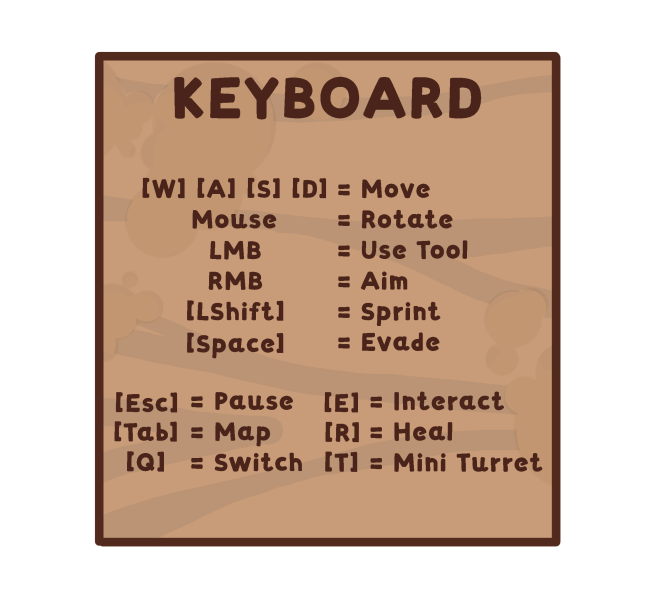 KEYBOARD
[W] [A] [S] [D] = Move
Mouse = Rotate
LMB = Use Tool
RMB = Aim
[LShift] = Sprint
[Space] = Evade
[Esc] = Pause [E] = Interact
[Tab] = Map [R] = Heal
[Q] = Switch [T] = Mini Turret